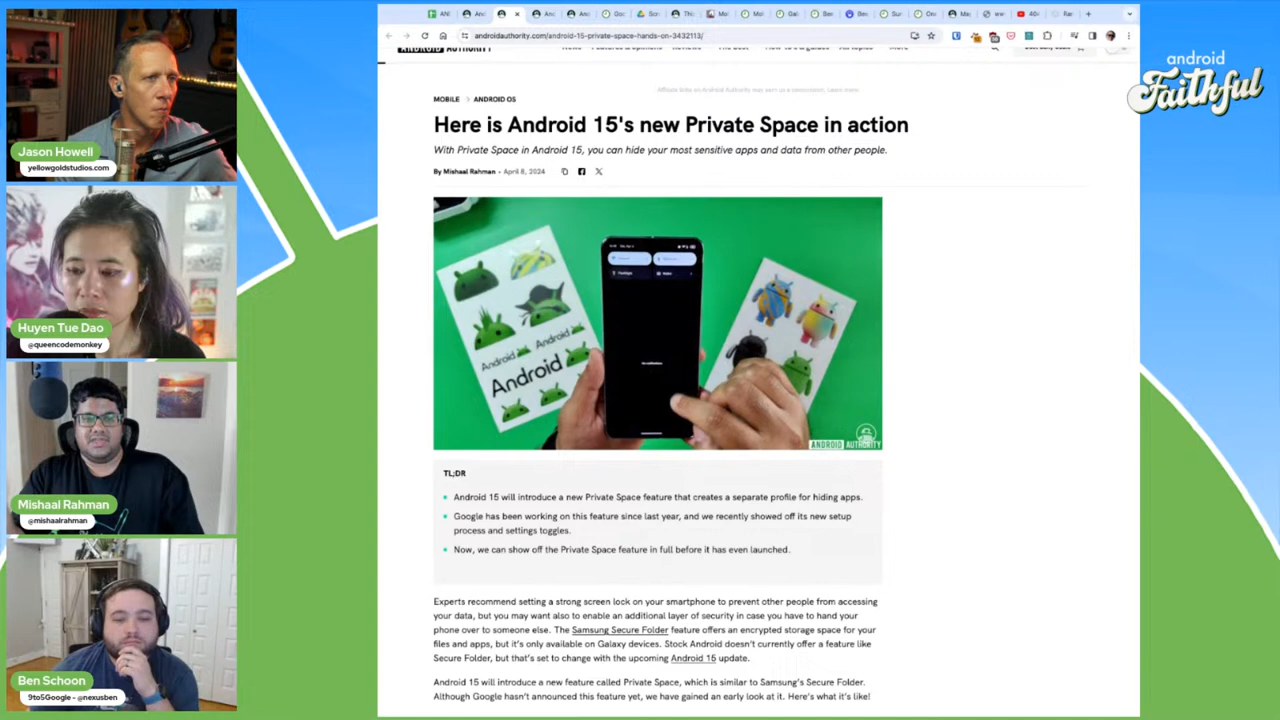 Jason Howell
yellowgoldstudios.com
Huyen Tue Dao
@queencodemonkey
Mishaal Rahman
@mishaalrahman
Ben Schoon
9to5Google - @nexusben
android
Faithful
androidauthority.com/android-15-private-space-hands-on-3432113/
MOBILE > ANDROID OS
Here is Android 15's new Private Space in action
With Private Space in Android 15, you can hide your most sensitive apps and data from other people.
By Mishaal Rahman • April 8, 2024
Android
Android
Android
ANDROID AUTHORITY
TL;DR
• Android 15 will introduce a new Private Space feature that creates a separate profile for hiding apps.
• Google has been working on this feature since last year, and we recently showed off its new setup
process and settings toggles.
• Now, we can show off the Private Space feature in full before it has even launched.
Experts recommend setting a strong screen lock on your smartphone to prevent other people from accessing
your data, but you may want also to enable an additional layer of security in case you have to hand your
phone over to someone else. The Samsung Secure Folder feature offers an encrypted storage space for your
files and apps, but it's only available on Galaxy devices. Stock Android doesn't currently offer a feature like
Secure Folder, but that's set to change with the upcoming Android 15 update.
Android 15 will introduce a new feature called Private Space, which is similar to Samsung's Secure Folder.
Although Google hasn't announced this feature yet, we have gained an early look at it. Here's what it's like!